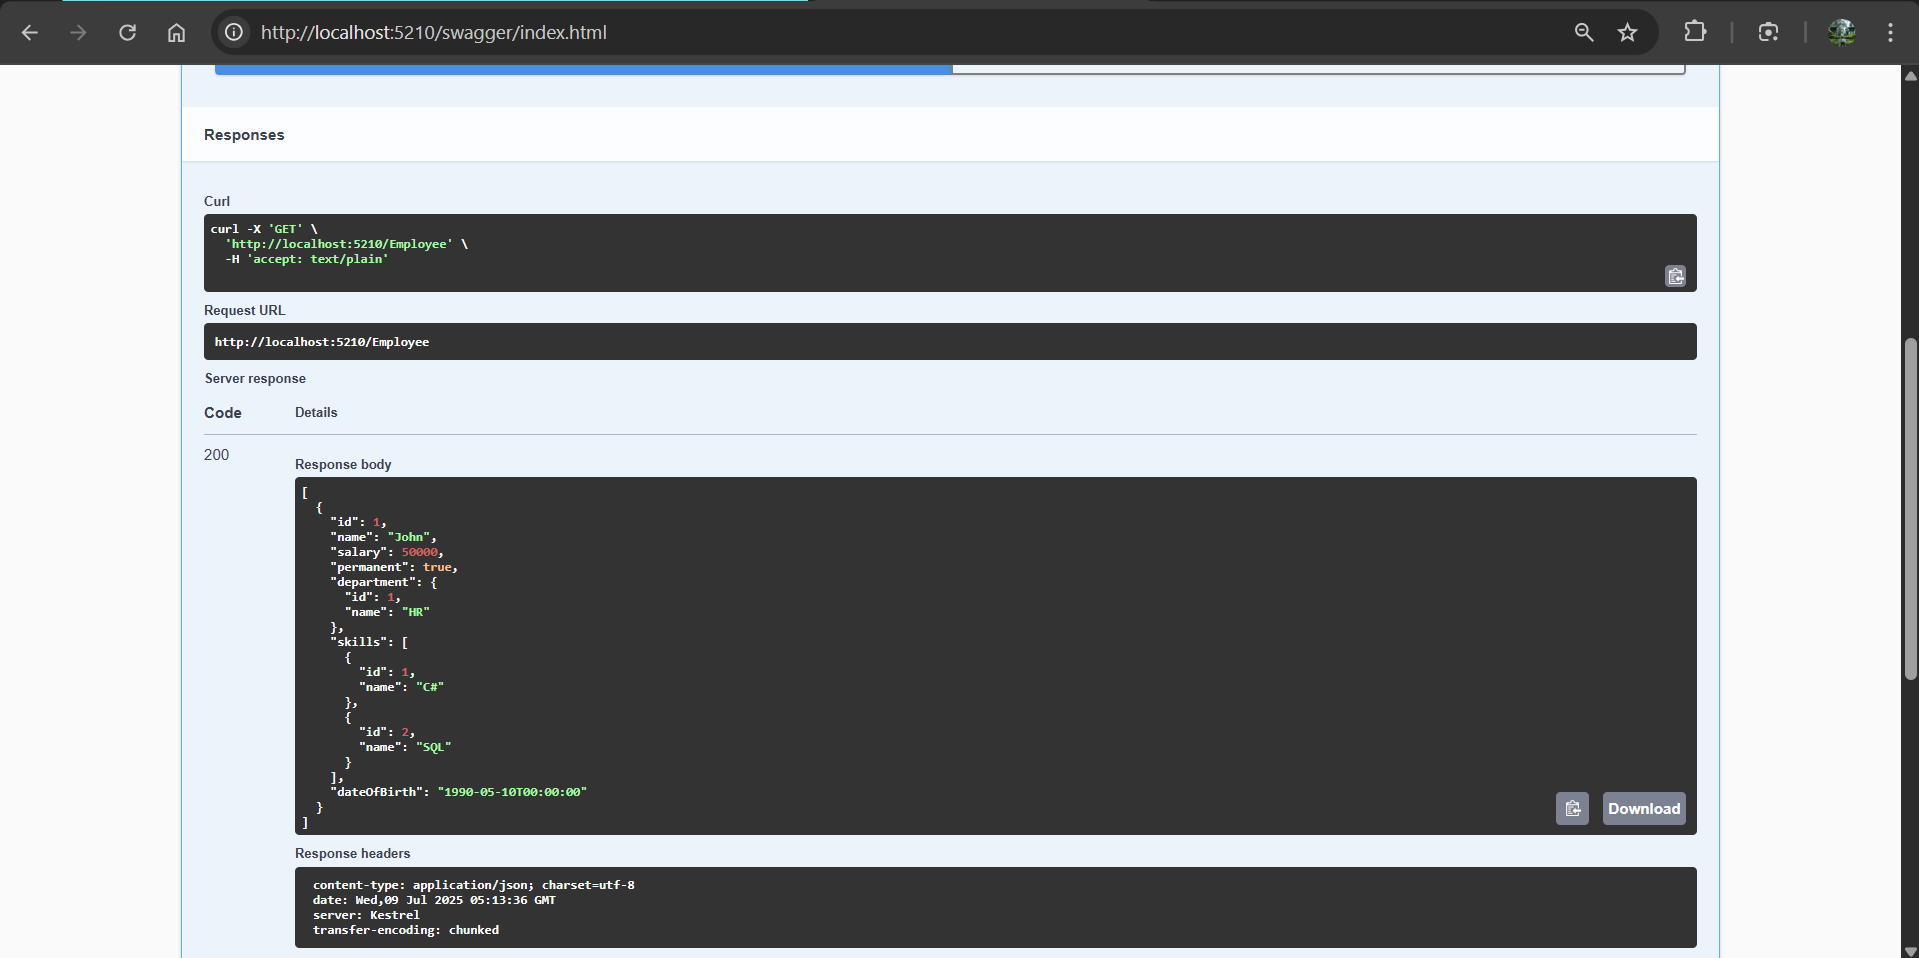 http://localhost:5210/swagger/index.html
Responses
Curl
curl -X 'GET' \
  'http://localhost:5210/Employee' \
  -H 'accept: text/plain'
Request URL
http://localhost:5210/Employee
Server response
Code Details
200
Response body
[
  {
    "id": 1,
    "name": "John",
    "salary": 50000,
    "permanent": true,
    "department": {
      "id": 1,
      "name": "HR"
    },
    "skills": [
      {
        "id": 1,
        "name": "C#"
      },
      {
        "id": 2,
        "name": "SQL"
      }
    ],
    "dateOfBirth": "1990-05-10T00:00:00"
  }
]
Download
Response headers
content-type: application/json; charset=utf-8
date: Wed,09 Jul 2025 05:13:36 GMT
server: Kestrel
transfer-encoding: chunked